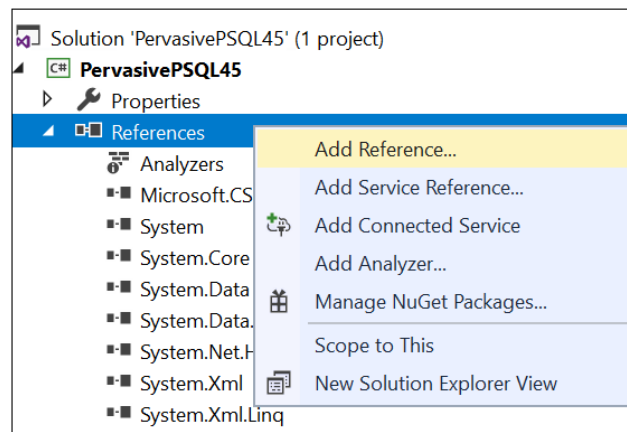 Solution 'PervasivePSQL45' (1 project)
C# PervasivePSQL45
Properties
References
Analyzers
Microsoft.CS
System
System.Core
System.Data
System.Data.
System.Net.H
System.Xml
System.Xml.Linq
Add Reference...
Add Service Reference...
Add Connected Service
Add Analyzer...
Manage NuGet Packages...
Scope to This
New Solution Explorer View